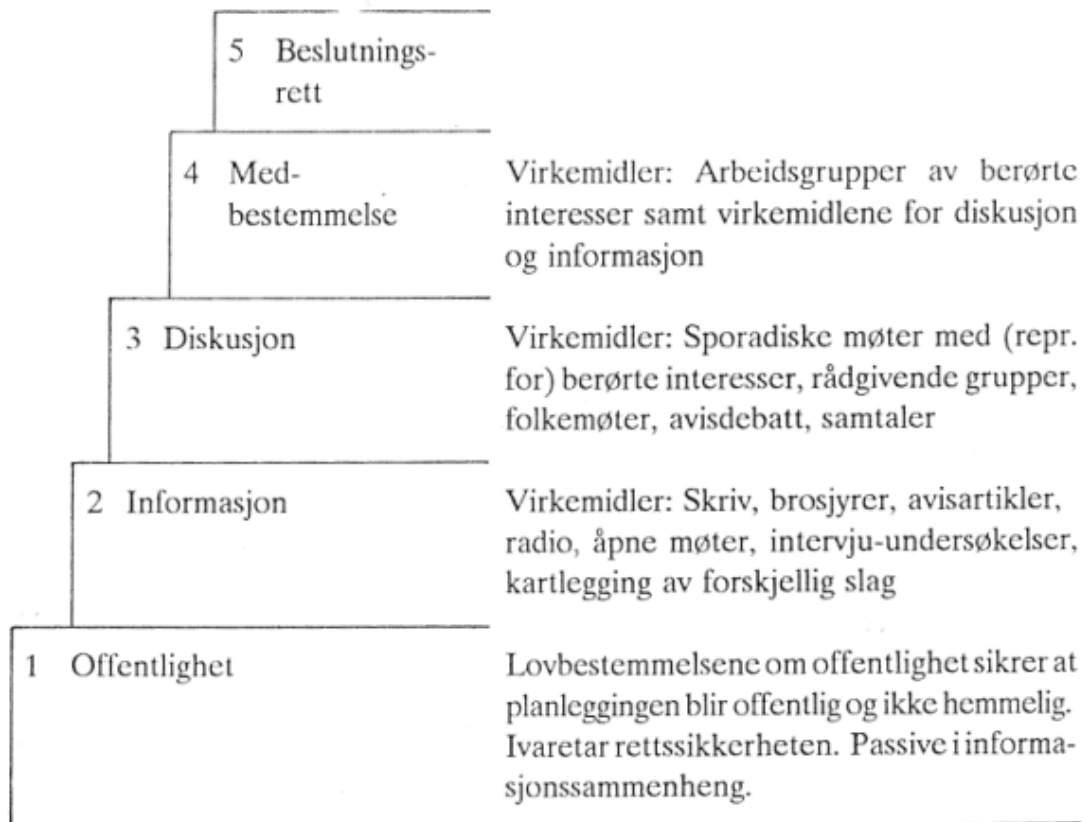 5 Beslutnings-
rett
4 Med-
bestemmelse
Virkemidler: Arbeidsgrupper av berørte
interesser samt virkemidlene for diskusjon
og informasjon
3 Diskusjon
Virkemidler: Sporadiske møter med (repr.
for) berørte interesser, rådgivende grupper,
folkemøter, avisdebatt, samtaler
2 Informasjon
Virkemidler: Skriv, brosjyrer, avisartikler,
radio, åpne møter, intervju-undersøkelser,
kartlegging av forskjellig slag
1 Offentlighet
Lovbestemmelsene om offentlighet sikrer at
planleggingen blir offentlig og ikke hemmelig.
Ivaretar rettssikkerheten. Passive i informa-
sjonssammenheng.